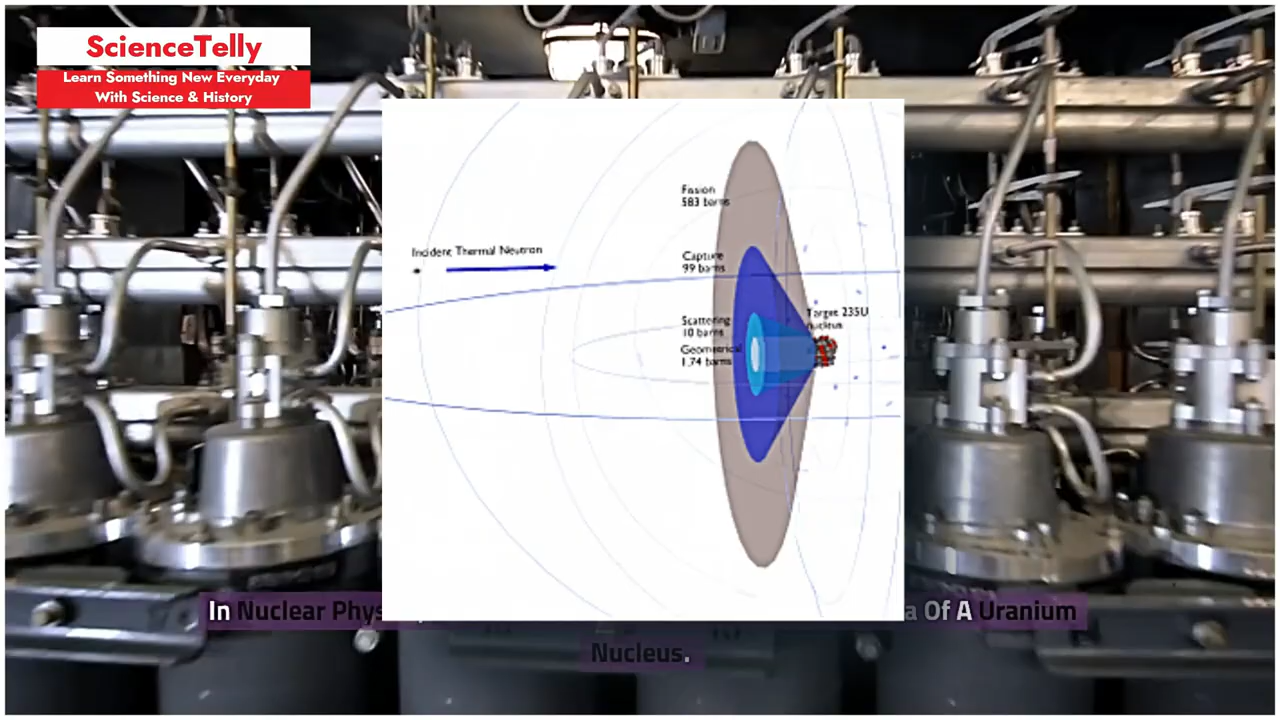 ScienceTelly
Learn Something New Everyday
With Science & History
Fission
583 barns
Incident Thermal Neutron
Capture
99 barns
Target 235U
nucleus
Scattering
10 barns
Geometrical
1.74 barns
In Nuclear Of A Uranium
Nucleus.